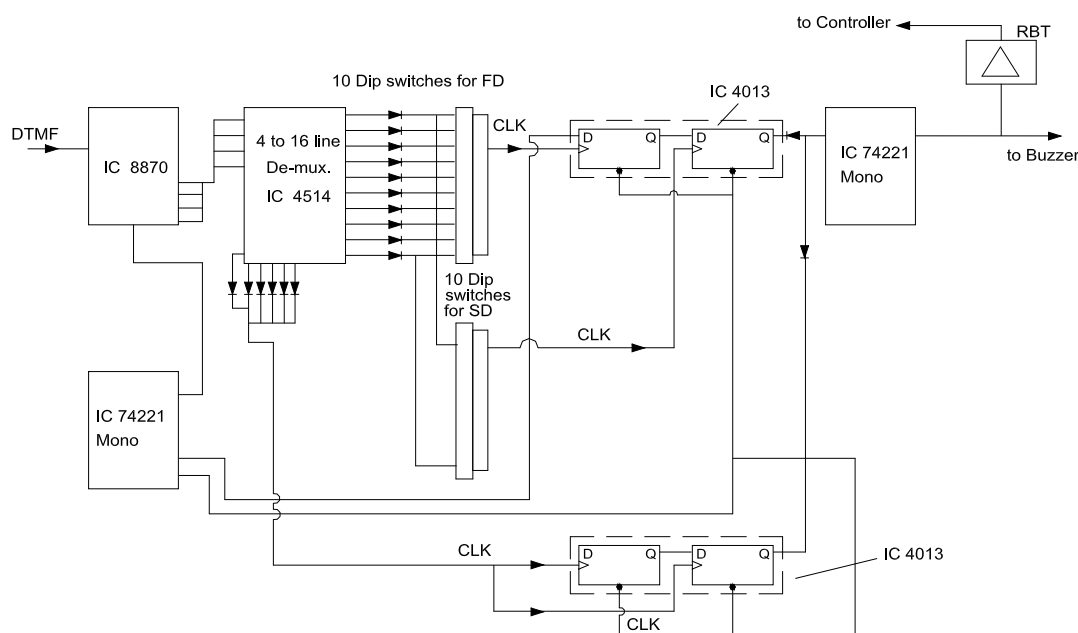 to Controller
RBT
10 Dip switches for FD
IC 4013
DTMF
IC 8870
4 to 16 line
De-mux.
IC 4514
CLK
D
Q
D
Q
IC 74221
Mono
to Buzzer
10 Dip
switches
for SD
CLK
IC 74221
Mono
CLK
D
Q
D
Q
IC 4013
CLK